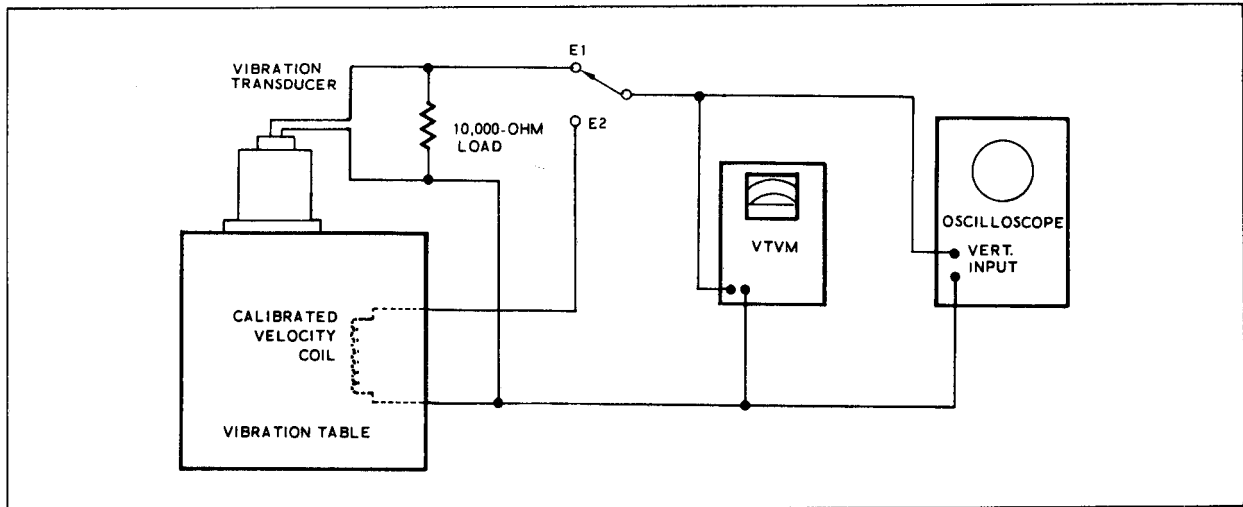 E1
VIBRATION
TRANSDUCER
E2
10,000-OHM
LOAD
OSCILLOSCOPE
VTVM
VERT.
INPUT
CALIBRATED
VELOCITY
COIL
VIBRATION TABLE